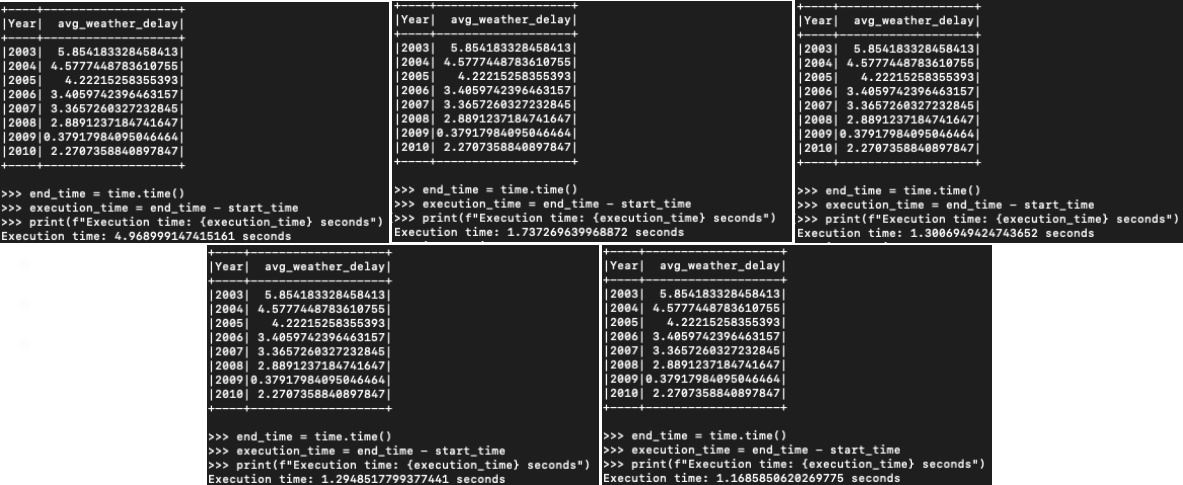 +----+--------------------+
|Year|  avg_weather_delay|
+----+--------------------+
|2003|  5.854183328458413|
|2004| 4.5777448783610755|
|2005|   4.22215258355393|
|2006| 3.4059742396463157|
|2007| 3.3657260327232845|
|2008| 2.8891237184741647|
|2009|0.37917984095046464|
|2010| 2.2707358840897847|
+----+--------------------+
>>> end_time = time.time()
>>> execution_time = end_time - start_time
>>> print(f"Execution time: {execution_time} seconds")
Execution time: 4.968999147415161 seconds
+----+--------------------+
|Year|  avg_weather_delay|
+----+--------------------+
|2003|  5.854183328458413|
|2004| 4.5777448783610755|
|2005|   4.22215258355393|
|2006| 3.4059742396463157|
|2007| 3.3657260327232845|
|2008| 2.8891237184741647|
|2009|0.37917984095046464|
|2010| 2.2707358840897847|
+----+--------------------+
>>> end_time = time.time()
>>> execution_time = end_time - start_time
>>> print(f"Execution time: {execution_time} seconds")
Execution time: 1.737269639968872 seconds
+----+--------------------+
|Year|  avg_weather_delay|
+----+--------------------+
|2003|  5.854183328458413|
|2004| 4.5777448783610755|
|2005|   4.22215258355393|
|2006| 3.4059742396463157|
|2007| 3.3657260327232845|
|2008| 2.8891237184741647|
|2009|0.37917984095046464|
|2010| 2.2707358840897847|
+----+--------------------+
>>> end_time = time.time()
>>> execution_time = end_time - start_time
>>> print(f"Execution time: {execution_time} seconds")
Execution time: 1.3006949424743652 seconds
+----+--------------------+
|Year|  avg_weather_delay|
+----+--------------------+
|2003|  5.854183328458413|
|2004| 4.5777448783610755|
|2005|   4.22215258355393|
|2006| 3.4059742396463157|
|2007| 3.3657260327232845|
|2008| 2.8891237184741647|
|2009|0.37917984095046464|
|2010| 2.2707358840897847|
+----+--------------------+
>>> end_time = time.time()
>>> execution_time = end_time - start_time
>>> print(f"Execution time: {execution_time} seconds")
Execution time: 1.2948517799377441 seconds
+----+--------------------+
|Year|  avg_weather_delay|
+----+--------------------+
|2003|  5.854183328458413|
|2004| 4.5777448783610755|
|2005|   4.22215258355393|
|2006| 3.4059742396463157|
|2007| 3.3657260327232845|
|2008| 2.8891237184741647|
|2009|0.37917984095046464|
|2010| 2.2707358840897847|
+----+--------------------+
>>> end_time = time.time()
>>> execution_time = end_time - start_time
>>> print(f"Execution time: {execution_time} seconds")
Execution time: 1.1685850620269775 seconds